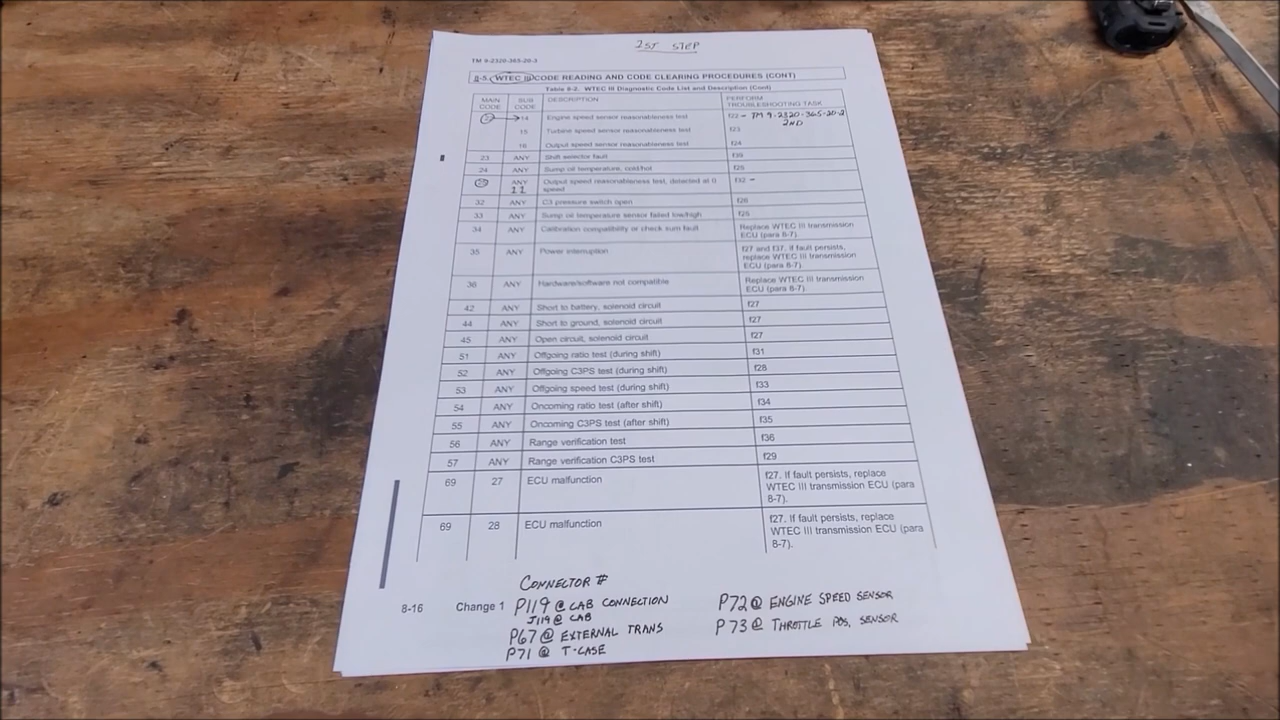 1ST STEP
TM 9-2320-365-20-3
8-5. WTEC III CODE READING AND CODE CLEARING PROCEDURES (CONT)
Table 8-2. WTEC III Diagnostic Code List and Description (Cont)
MAIN CODE SUB CODE DESCRIPTION PERFORM TROUBLESHOOTING TASK
14 Engine speed sensor reasonableness test f22 - TM 9-2320-365-20-2
2ND
15 Turbine speed sensor reasonableness test f23
16 Output speed sensor reasonableness test f24
23 ANY Shift selector fault f39
24 ANY Sump oil temperature, cold/hot f25
ANY Output speed reasonableness test, detected at 0 f32 -
11 speed
32 ANY C3 pressure switch open f26
33 ANY Sump oil temperature sensor failed low/high f25
34 ANY Calibration compatibility or check sum fault Replace WTEC III transmission
ECU (para 8-7).
35 ANY Power interruption f27 and f37. If fault persists,
replace WTEC III transmission
ECU (para 8-7).
36 ANY Hardware/software not compatible Replace WTEC III transmission
ECU (para 8-7).
42 ANY Short to battery, solenoid circuit f27
44 ANY Short to ground, solenoid circuit f27
45 ANY Open circuit, solenoid circuit f27
51 ANY Offgoing ratio test (during shift) f31
52 ANY Offgoing C3PS test (during shift) f28
53 ANY Offgoing speed test (during shift) f33
54 ANY Oncoming ratio test (after shift) f34
55 ANY Oncoming C3PS test (after shift) f35
56 ANY Range verification test f36
57 ANY Range verification C3PS test f29
69 27 ECU malfunction f27. If fault persists, replace
WTEC III transmission ECU (para
8-7).
69 28 ECU malfunction f27. If fault persists, replace
WTEC III transmission ECU (para
8-7).
CONNECTOR #
8-16 Change 1 P119 @ CAB CONNECTION P72 @ ENGINE SPEED SENSOR
J119 @ CAB
P67 @ EXTERNAL TRANS P73 @ THROTTLE POS, SENSOR
P71 @ T-CASE